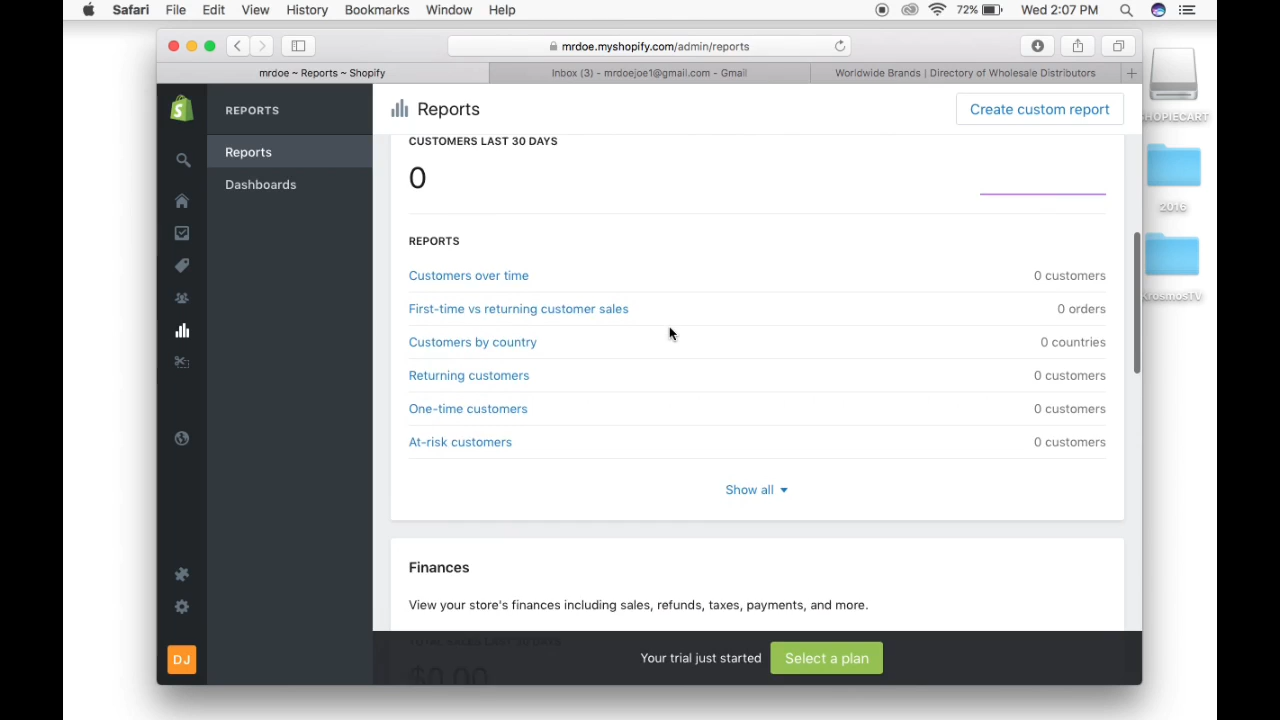 Safari File Edit View History Bookmarks Window Help 72% Wed 2:07 PM
mrdoe.myshopify.com/admin/reports
mrdoe ~ Reports ~ Shopify
Inbox (3) - mrdoejoe1@gmail.com - Gmail
Worldwide Brands | Directory of Wholesale Distributors
REPORTS
Reports
Dashboards
Reports
Create custom report
CUSTOMERS LAST 30 DAYS
0
REPORTS
Customers over time 0 customers
First-time vs returning customer sales 0 orders
Customers by country 0 countries
Returning customers 0 customers
One-time customers 0 customers
At-risk customers 0 customers
Show all
Finances
View your store's finances including sales, refunds, taxes, payments, and more.
TOTAL SALES LAST 30 DAYS
$0.00
Your trial just started
Select a plan
DJ
HOPIECART
2016
KrosmosTV